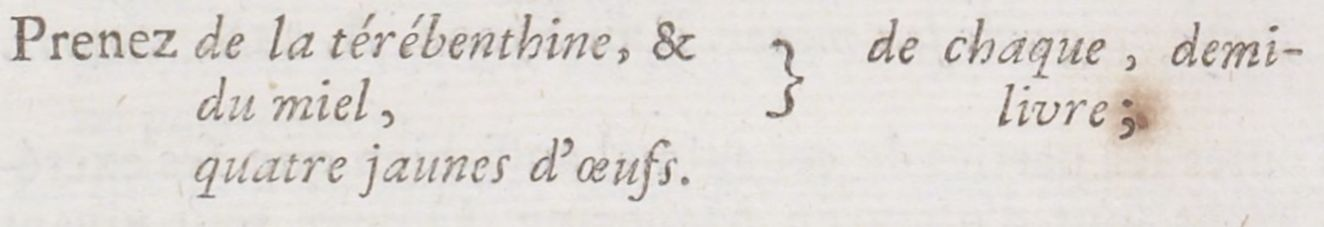 Prenez de la térébenthine, & } de chaque, demi-
du miel, livre;
quatre jaunes d'œufs.